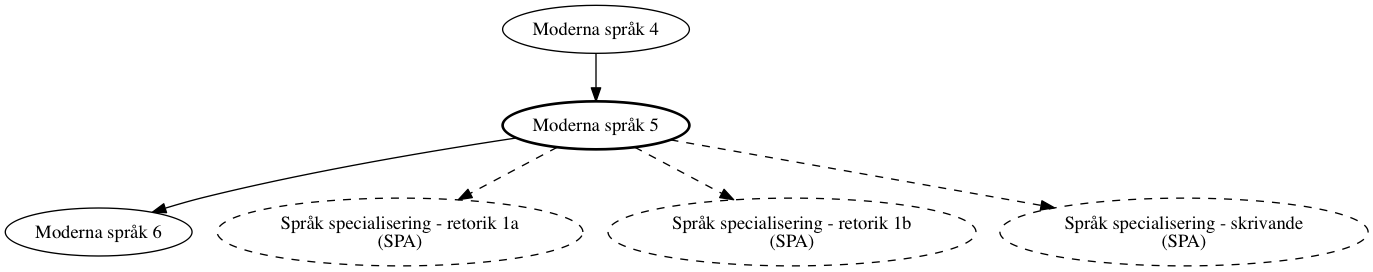 Moderna språk 4
Moderna språk 5
Moderna språk 6
Språk specialisering - retorik 1a
(SPA)
Språk specialisering - retorik 1b
(SPA)
Språk specialisering - skrivande
(SPA)